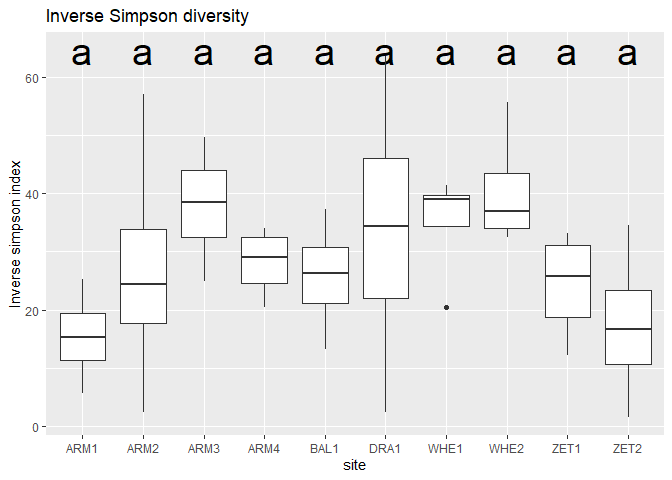 Inverse Simpson diversity
a a a a a a a a a a
60
40
20
0
Inverse simpson index
ARM1 ARM2 ARM3 ARM4 BAL1 DRA1 WHE1 WHE2 ZET1 ZET2
site